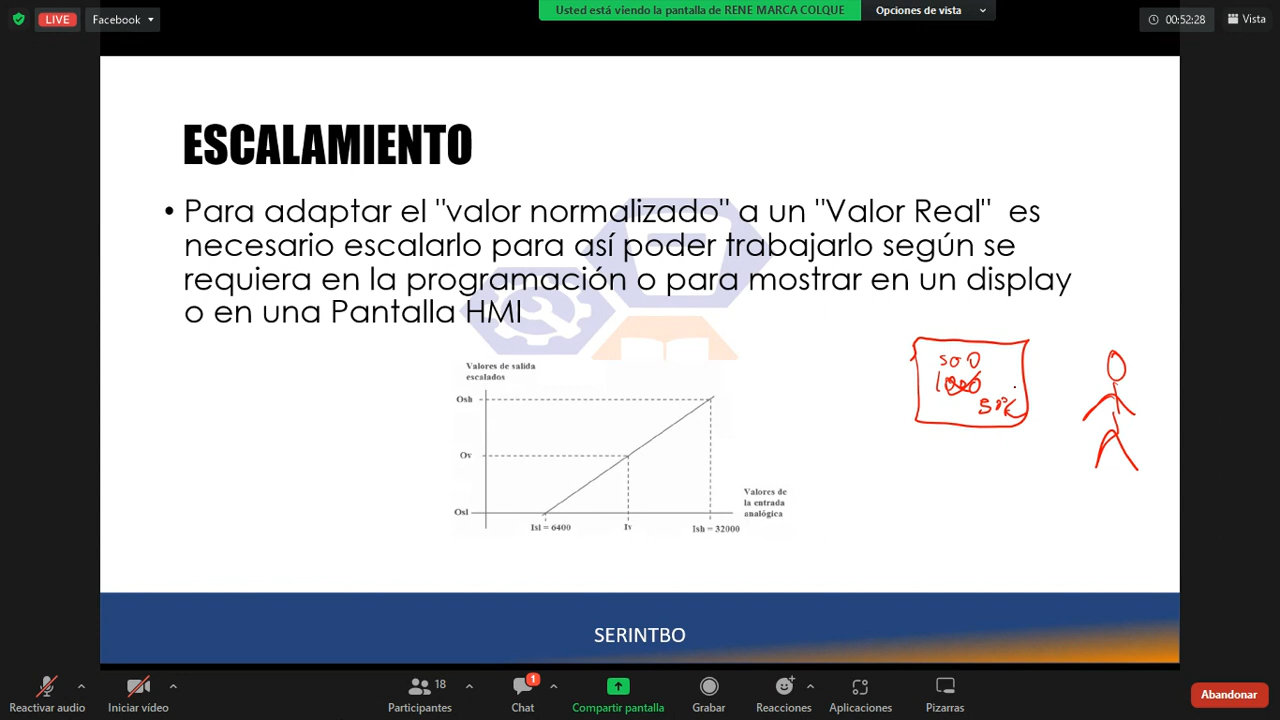 LIVE
Facebook
Usted está viendo la pantalla de RENE MARCA COLQUE
Opciones de vista
00:52:28
Vista
ESCALAMIENTO
• Para adaptar el "valor normalizado" a un "Valor Real" es
necesario escalarlo para así poder trabajarlo según se
requiera en la programación o para mostrar en un display
o en una Pantalla HMI
Valores de salida
escalados
Osh
Ov
Osl
Isl = 6400
Iv
Ish = 32000
Valores de
la entrada
analógica
500
SERINTBO
Reactivar audio
Iniciar vídeo
18
Participantes
1
Chat
Compartir pantalla
Grabar
Reacciones
Aplicaciones
Pizarras
Abandonar